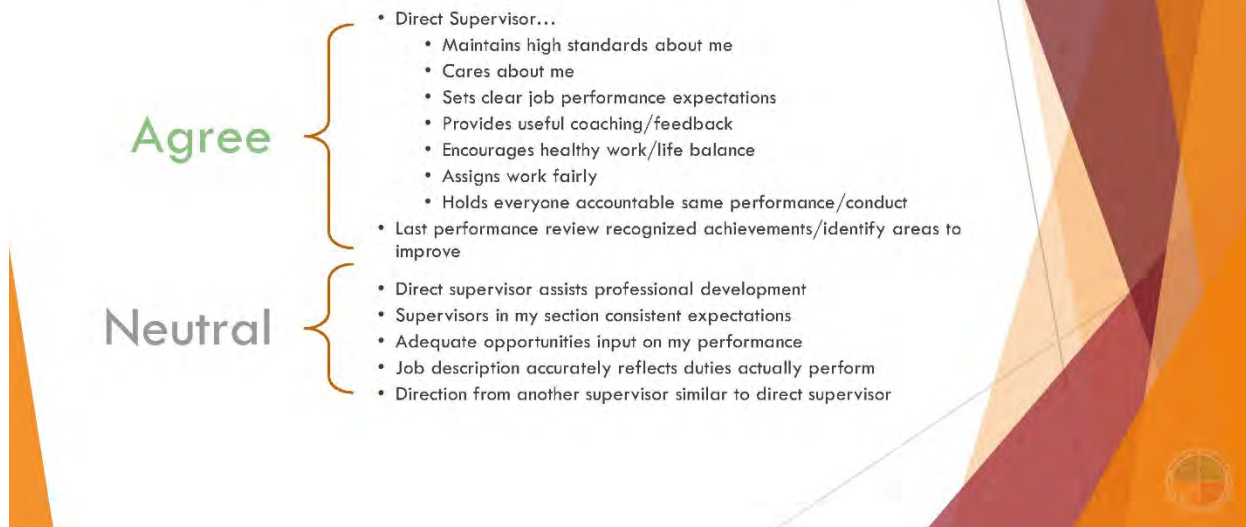 • Direct Supervisor…
• Maintains high standards about me
• Cares about me
• Sets clear job performance expectations
Agree
• Provides useful coaching/feedback
• Encourages healthy work/life balance
• Assigns work fairly
• Holds everyone accountable same performance/conduct
• Last performance review recognized achievements/identify areas to
improve
• Direct supervisor assists professional development
Neutral
• Supervisors in my section consistent expectations
• Adequate opportunities input on my performance
• Job description accurately reflects duties actually perform
• Direction from another supervisor similar to direct supervisor